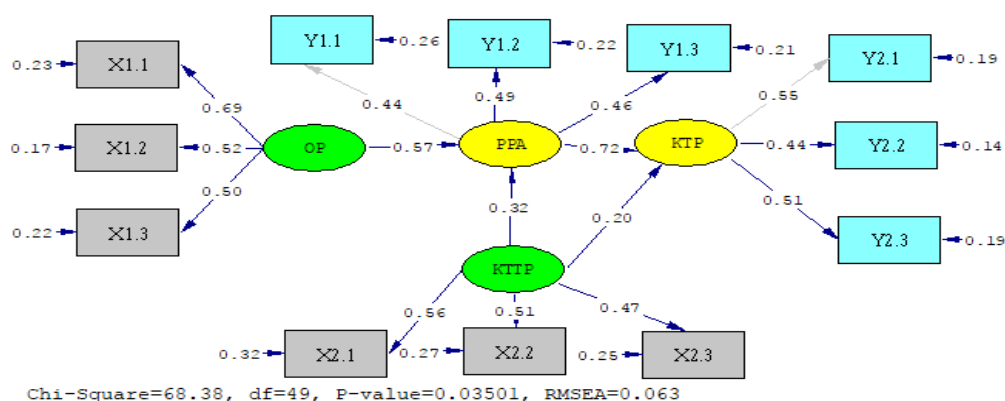 Y1.1
0.26
Y1.2
0.22
Y1.3
0.21
Y2.1
0.19
0.23
X1.1
0.69
0.44
0.49
0.46
0.55
0.17
X1.2
0.52
OP
0.57
PPA
0.72
KTP
0.44
Y2.2
0.14
0.50
0.32
0.20
0.51
0.22
X1.3
Y2.3
0.19
KTTP
0.56
0.51
0.47
0.32
X2.1
0.27
X2.2
0.25
X2.3
Chi-Square=68.38, df=49, P-value=0.03501, RMSEA=0.063